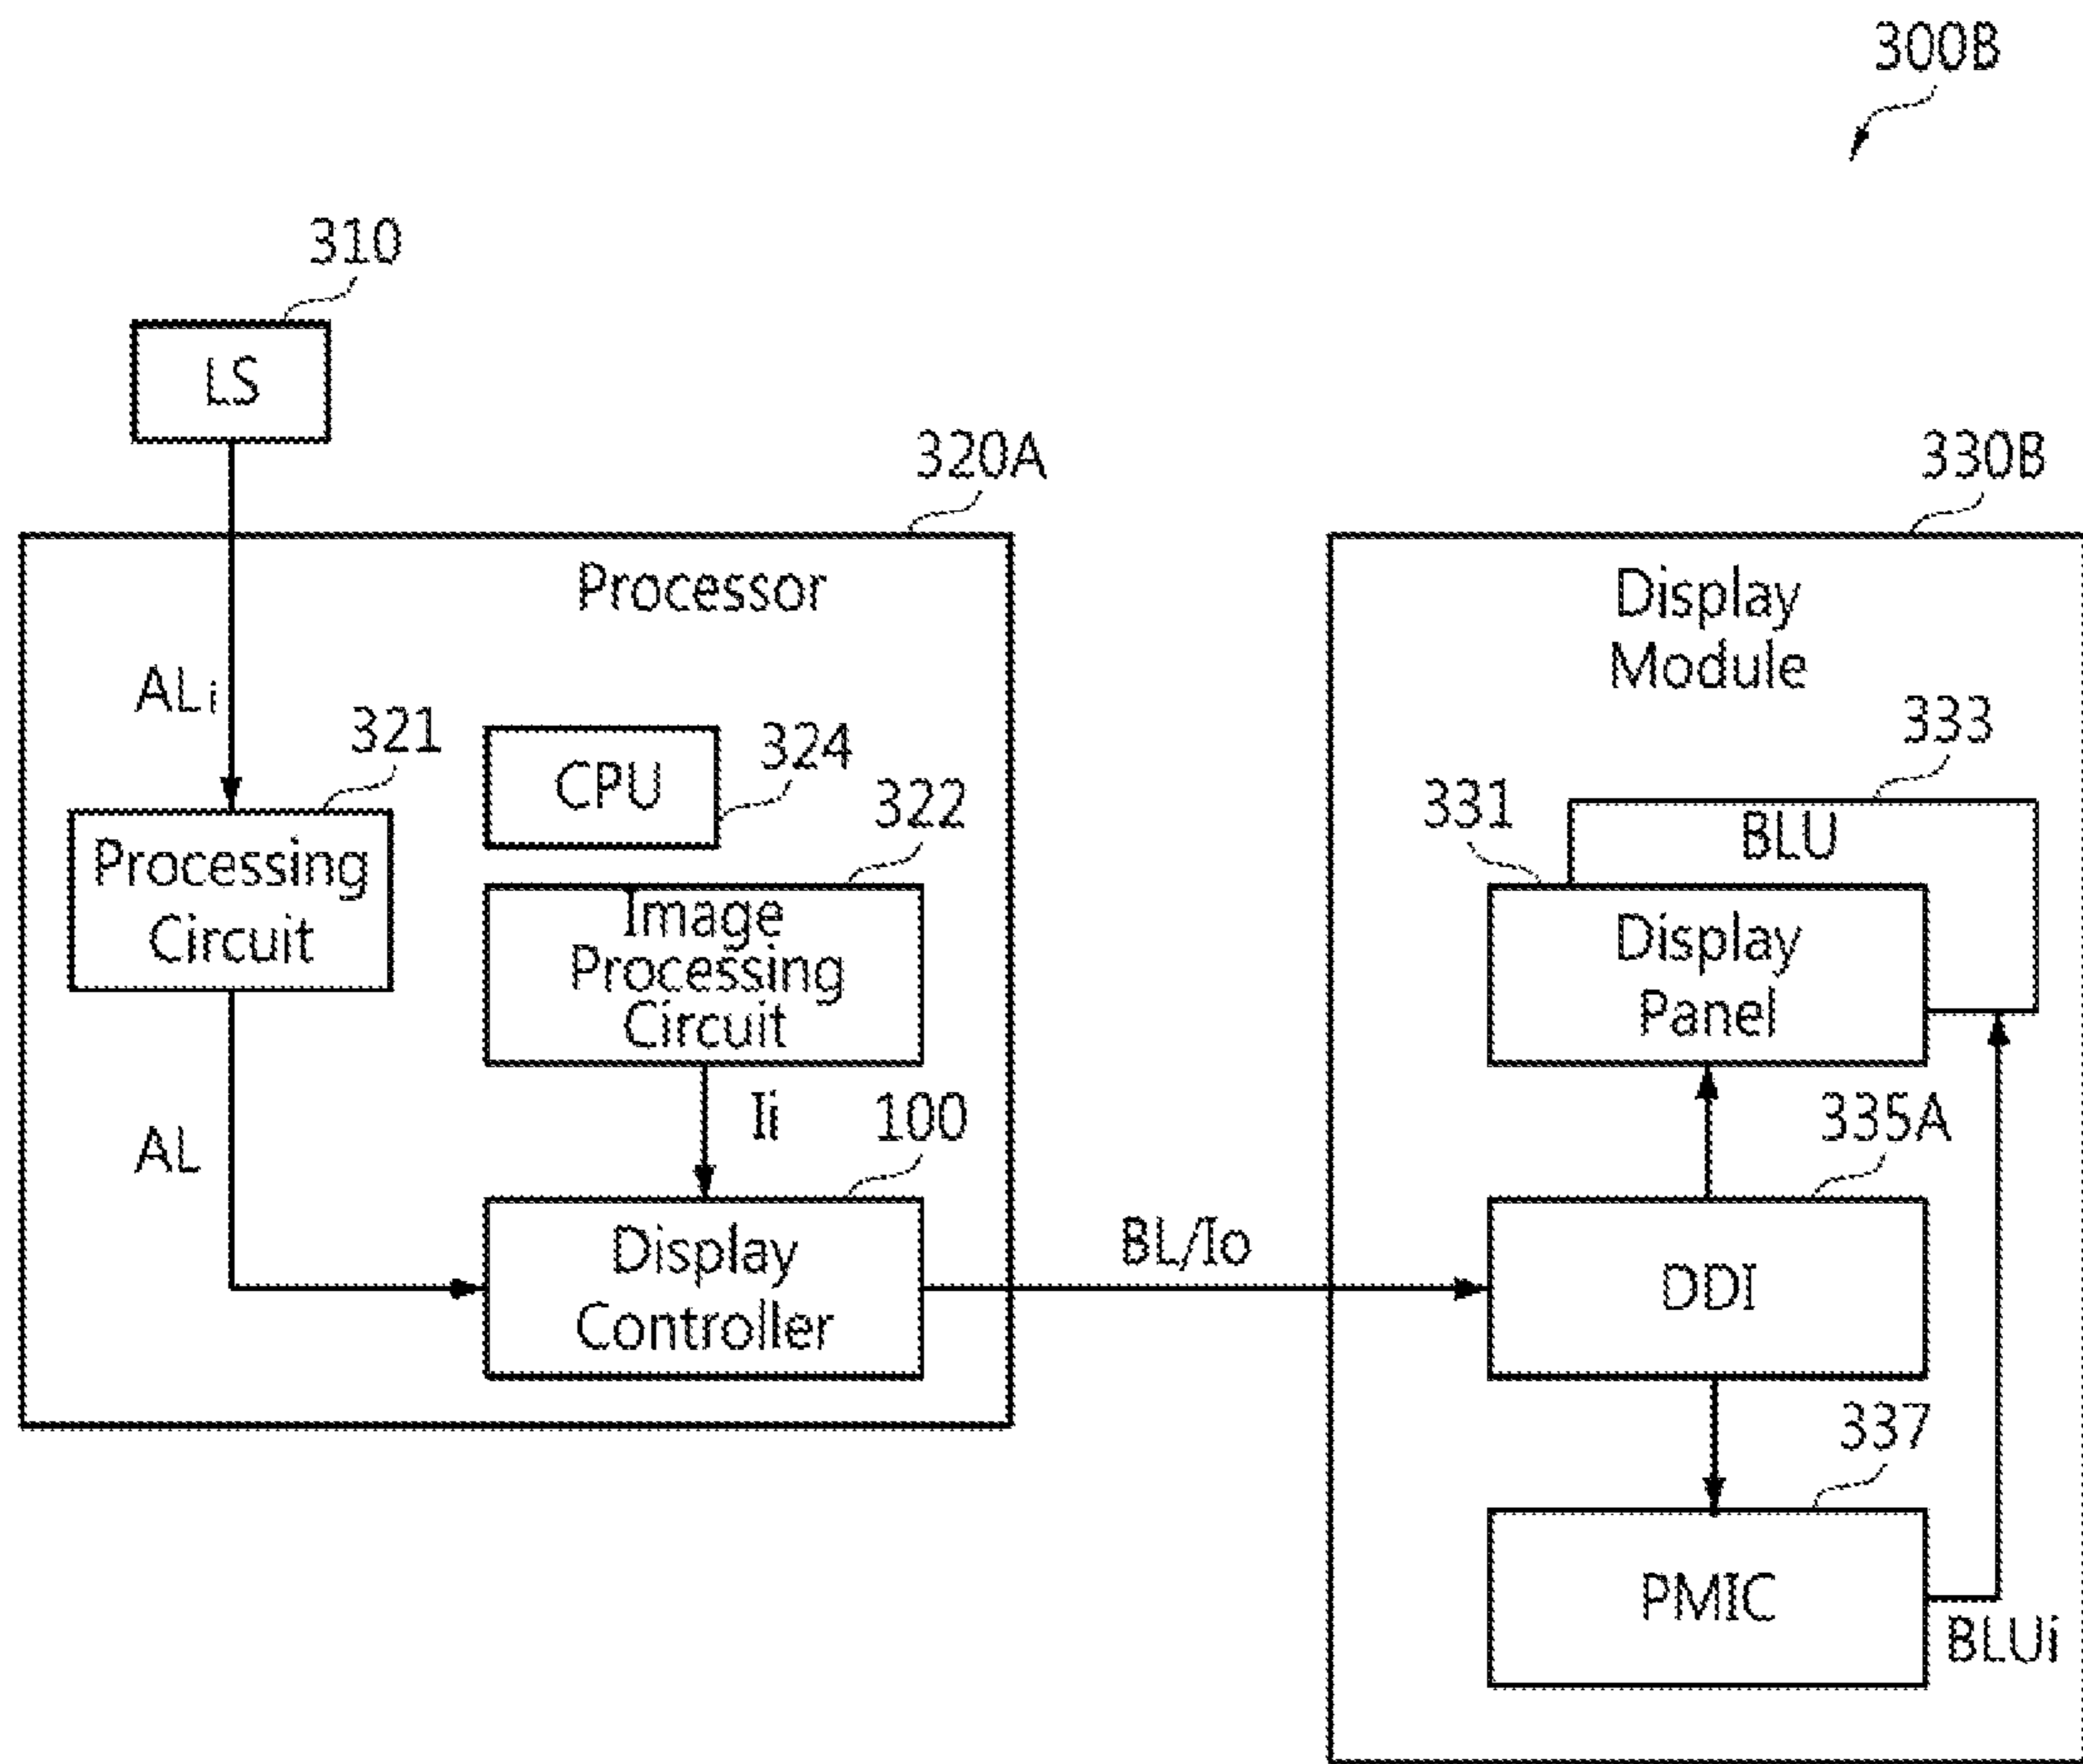 300B
310
LS
320A
330B
Processor
Display
Module
ALi
321
CPU
324
333
322
331
BLU
Processing
Circuit
Image
Processing
Circuit
Display
Panel
AL
Ii
100
335A
Display
Controller
BL/Io
DDI
337
PMIC
BLUi